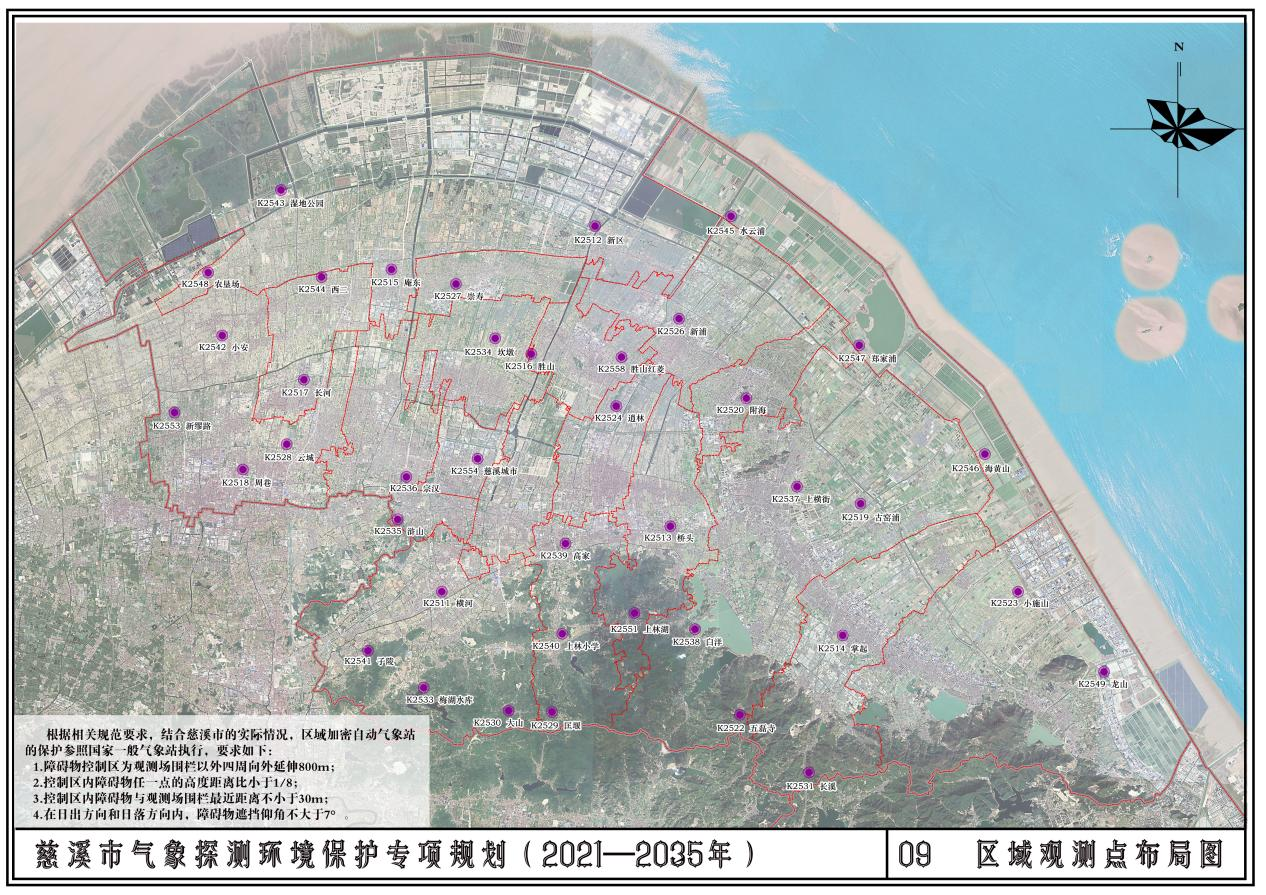 N
K2543 湿地公园
K2545 水云浦
K2512 新区
K2548 农垦场
K2544 西二
K2515 庵东
K2527 崇寿
K2526 新浦
K2542 小安
K2534 坎墩
K2516 胜山
K2558 胜山红菱
K2547 郑家浦
K2517 长河
K2520 附海
K2524 道林
K2553 新缪路
K2528 云城
K2518 周巷
K2554 慈溪城市
K2536 宗汉
K2546 海黄山
K2537 上横街
K2519 古窑浦
K2535 浒山
K2513 桥头
K2539 高家
K2511 横河
K2523 小施山
K2551 上林湖
K2538 白洋
K2540 上林小学
K2514 掌起
K2541 子陵
K2549 龙山
K2533 梅湖水库
K2530 大山
K2529 匡堰
K2522 五磊寺
K2531 长溪
根据相关规范要求，结合慈溪市的实际情况，区域加密自动气象站
的保护参照国家一般气象站执行，要求如下：
1.障碍物控制区为观测场围栏以外四周向外延伸800m；
2.控制区内障碍物任一点的高度距离比小于1/8；
3.控制区内障碍物与观测场围栏最近距离不小于30m；
4.在日出方向和日落方向内，障碍物遮挡仰角不大于7°。
慈溪市气象探测环境保护专项规划（2021—2035年）
09 区域观测点布局图